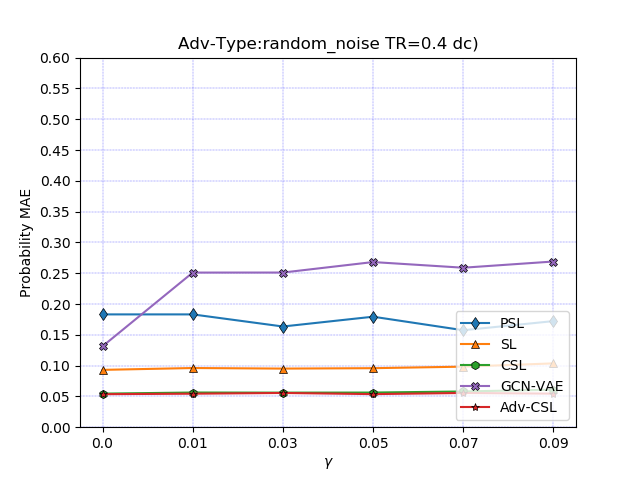 Adv-Type:random_noise TR=0.4 dc)
Probability MAE
0.60
0.55
0.50
0.45
0.40
0.35
0.30
0.25
0.20
0.15
0.10
0.05
0.00
PSL
SL
CSL
GCN-VAE
Adv-CSL
0.0 0.01 0.03 0.05 0.07 0.09
γ